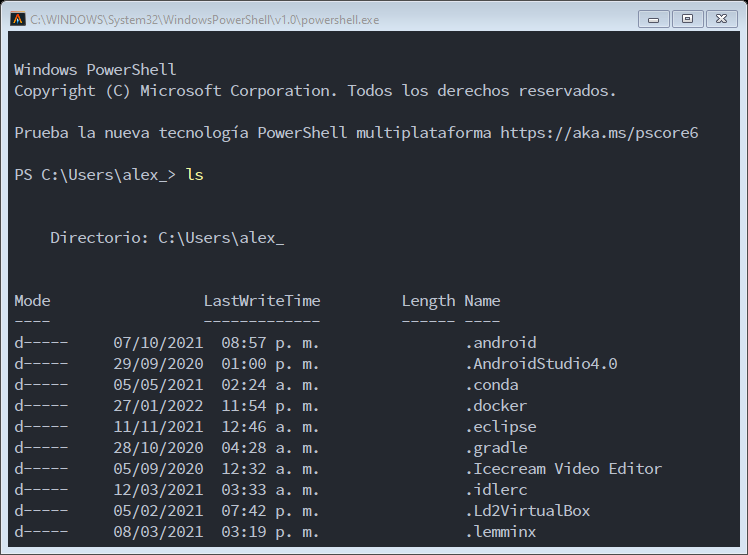 C:\WINDOWS\System32\WindowsPowerShell\v1.0\powershell.exe
Windows PowerShell
Copyright (C) Microsoft Corporation. Todos los derechos reservados.
Prueba la nueva tecnología PowerShell multiplataforma https://aka.ms/pscore6
PS C:\Users\alex_> ls
Directorio: C:\Users\alex_
Mode LastWriteTime Length Name
---- ------------- ------ ----
d----- 07/10/2021 08:57 p. m. .android
d----- 29/09/2020 01:00 p. m. .AndroidStudio4.0
d----- 05/05/2021 02:24 a. m. .conda
d----- 27/01/2022 11:54 p. m. .docker
d----- 11/11/2021 12:46 a. m. .eclipse
d----- 28/10/2020 04:28 a. m. .gradle
d----- 05/09/2020 12:32 a. m. .Icecream Video Editor
d----- 12/03/2021 03:33 a. m. .idlerc
d----- 05/02/2021 07:42 p. m. .Ld2VirtualBox
d----- 08/03/2021 03:19 p. m. .lemminx